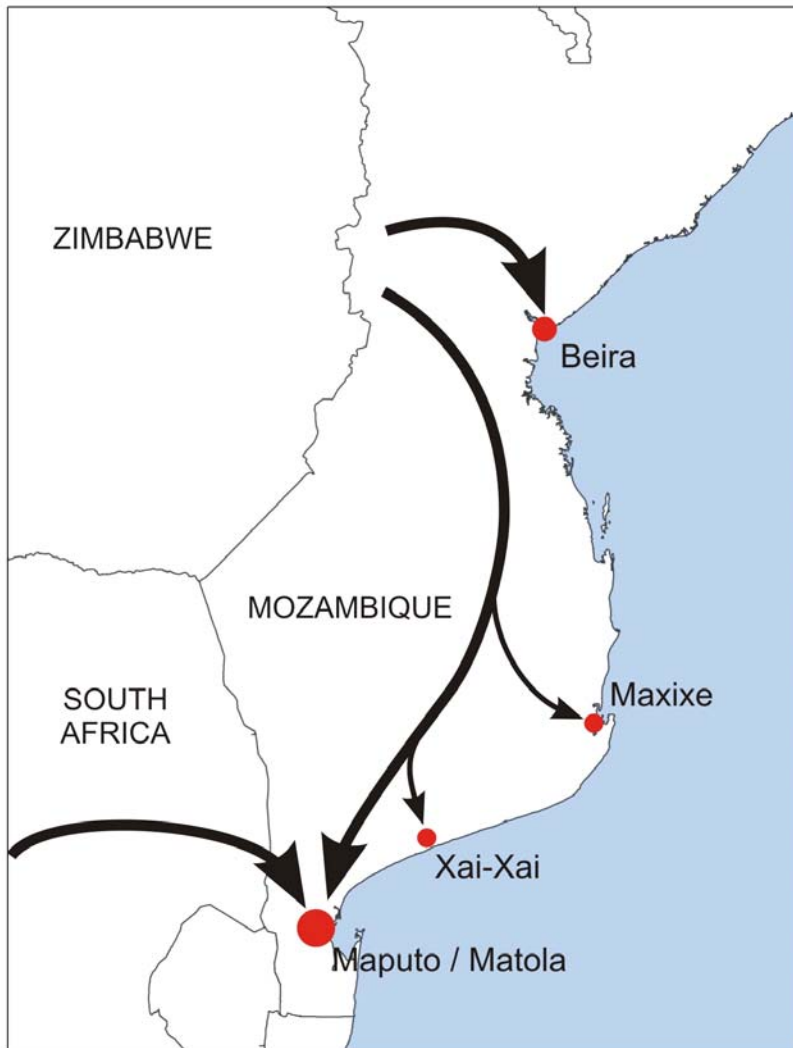 ZIMBABWE
Beira
MOZAMBIQUE
SOUTH
AFRICA
Maxixe
Xai-Xai
Maputo / Matola